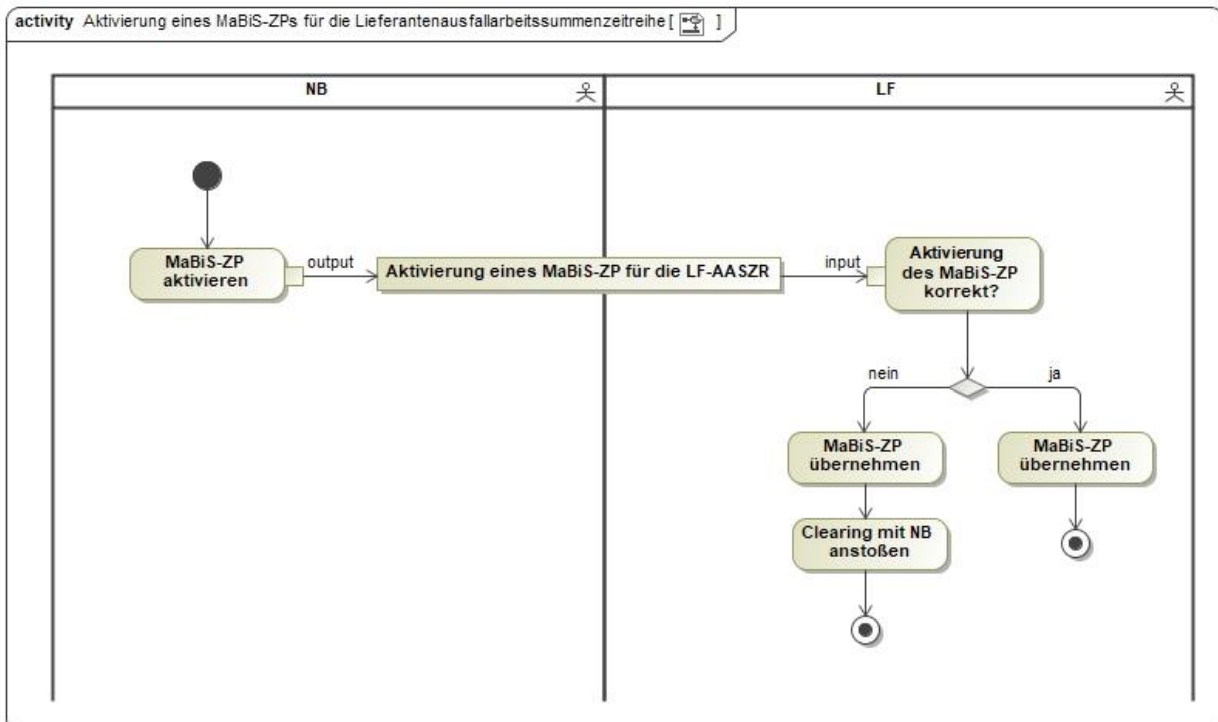 activity Aktivierung eines MaBiS-ZPs für die Lieferantenausfallarbeitssummenzeitreihe [ ]
NB
LF
MaBiS-ZP
aktivieren
output
Aktivierung eines MaBiS-ZP für die LF-AASZR
input
Aktivierung
des MaBiS-ZP
korrekt?
nein
ja
MaBiS-ZP
übernehmen
MaBiS-ZP
übernehmen
Clearing mit NB
anstoßen